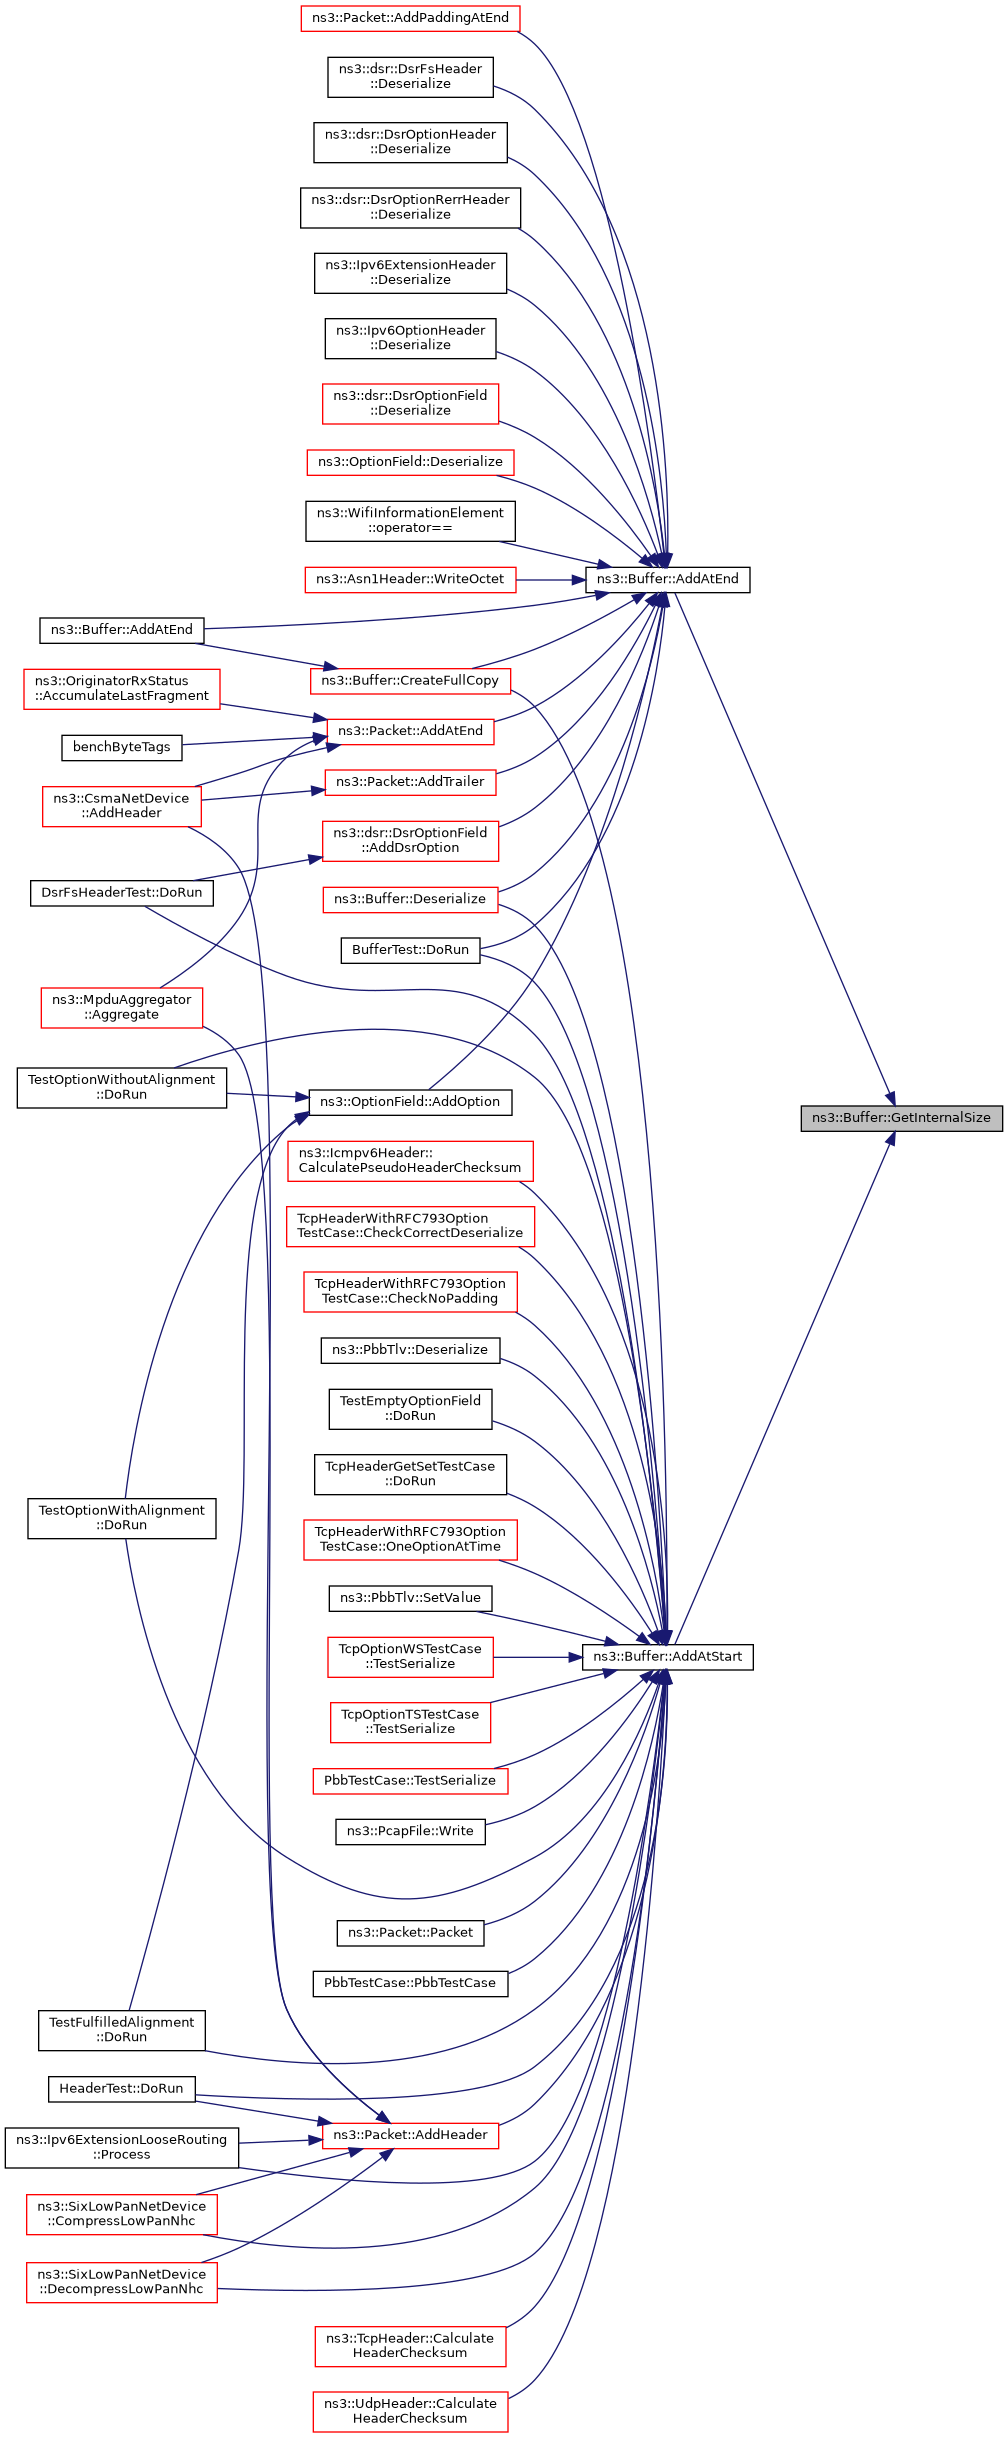 ns3::Packet::AddPaddingAtEnd
ns3::dsr::DsrFsHeader
::Deserialize
ns3::dsr::DsrOptionHeader
::Deserialize
ns3::dsr::DsrOptionRerrHeader
::Deserialize
ns3::Ipv6ExtensionHeader
::Deserialize
ns3::Ipv6OptionHeader
::Deserialize
ns3::dsr::DsrOptionField
::Deserialize
ns3::OptionField::Deserialize
ns3::WifiInformationElement
::operator==
ns3::Asn1Header::WriteOctet
ns3::Buffer::AddAtEnd
ns3::Buffer::AddAtEnd
ns3::Buffer::CreateFullCopy
ns3::OriginatorRxStatus
::AccumulateLastFragment
ns3::Packet::AddAtEnd
benchByteTags
ns3::Packet::AddTrailer
ns3::CsmaNetDevice
::AddHeader
ns3::dsr::DsrOptionField
::AddDsrOption
DsrFsHeaderTest::DoRun
ns3::Buffer::Deserialize
BufferTest::DoRun
ns3::MpduAggregator
::Aggregate
TestOptionWithoutAlignment
::DoRun
ns3::OptionField::AddOption
ns3::Buffer::GetInternalSize
ns3::Icmpv6Header::
CalculatePseudoHeaderChecksum
TcpHeaderWithRFC793Option
TestCase::CheckCorrectDeserialize
TcpHeaderWithRFC793Option
TestCase::CheckNoPadding
ns3::PbbTlv::Deserialize
TestEmptyOptionField
::DoRun
TcpHeaderGetSetTestCase
::DoRun
TestOptionWithAlignment
::DoRun
TcpHeaderWithRFC793Option
TestCase::OneOptionAtTime
ns3::PbbTlv::SetValue
TcpOptionWSTestCase
::TestSerialize
ns3::Buffer::AddAtStart
TcpOptionTSTestCase
::TestSerialize
PbbTestCase::TestSerialize
ns3::PcapFile::Write
ns3::Packet::Packet
PbbTestCase::PbbTestCase
TestFulfilledAlignment
::DoRun
HeaderTest::DoRun
ns3::Packet::AddHeader
ns3::Ipv6ExtensionLooseRouting
::Process
ns3::SixLowPanNetDevice
::CompressLowPanNhc
ns3::SixLowPanNetDevice
::DecompressLowPanNhc
ns3::TcpHeader::Calculate
HeaderChecksum
ns3::UdpHeader::Calculate
HeaderChecksum